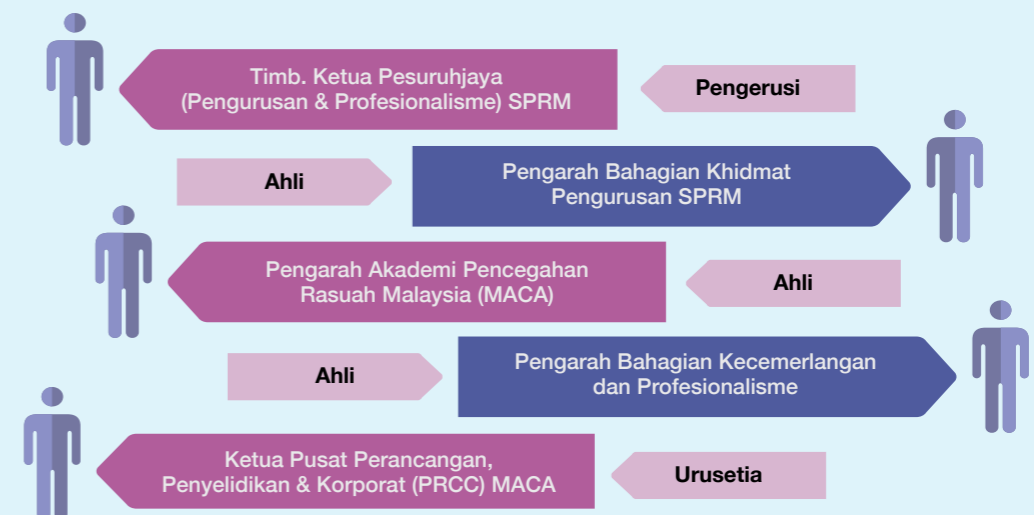 Timb. Ketua Pesuruhjaya
(Pengurusan & Profesionalisme) SPRM
Pengerusi
Ahli
Pengarah Bahagian Khidmat
Pengurusan SPRM
Pengarah Akademi Pencegahan
Rasuah Malaysia (MACA)
Ahli
Ahli
Pengarah Bahagian Kecemerlangan
dan Profesionalisme
Ketua Pusat Perancangan,
Penyelidikan & Korporat (PRCC) MACA
Urusetia